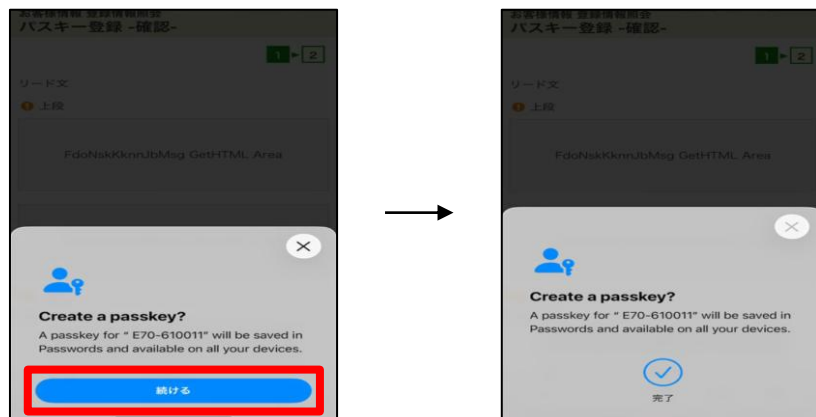 お客様情報 登録情報照会
パスキー登録 -確認-
1 ▸ 2
リード文
上段
FdoNskKknnJbMsg GetHTML Area
Create a passkey?
A passkey for " E70-610011" will be saved in
Passwords and available on all your devices.
続ける
お客様情報 登録情報照会
パスキー登録 -確認-
1 ▸ 2
リード文
上段
FdoNskKknnJbMsg GetHTML Area
Create a passkey?
A passkey for " E70-610011" will be saved in
Passwords and available on all your devices.
完了